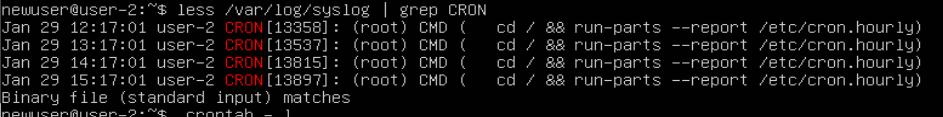 newuser@user-2:~$ less /var/log/syslog | grep CRON
Jan 29 12:17:01 user-2 CRON[13358]: (root) CMD (   cd / && run-parts --report /etc/cron.hourly)
Jan 29 13:17:01 user-2 CRON[13537]: (root) CMD (   cd / && run-parts --report /etc/cron.hourly)
Jan 29 14:17:01 user-2 CRON[13815]: (root) CMD (   cd / && run-parts --report /etc/cron.hourly)
Jan 29 15:17:01 user-2 CRON[13897]: (root) CMD (   cd / && run-parts --report /etc/cron.hourly)
Binary file (standard input) matches
newuser@user-2:~$  crontab -